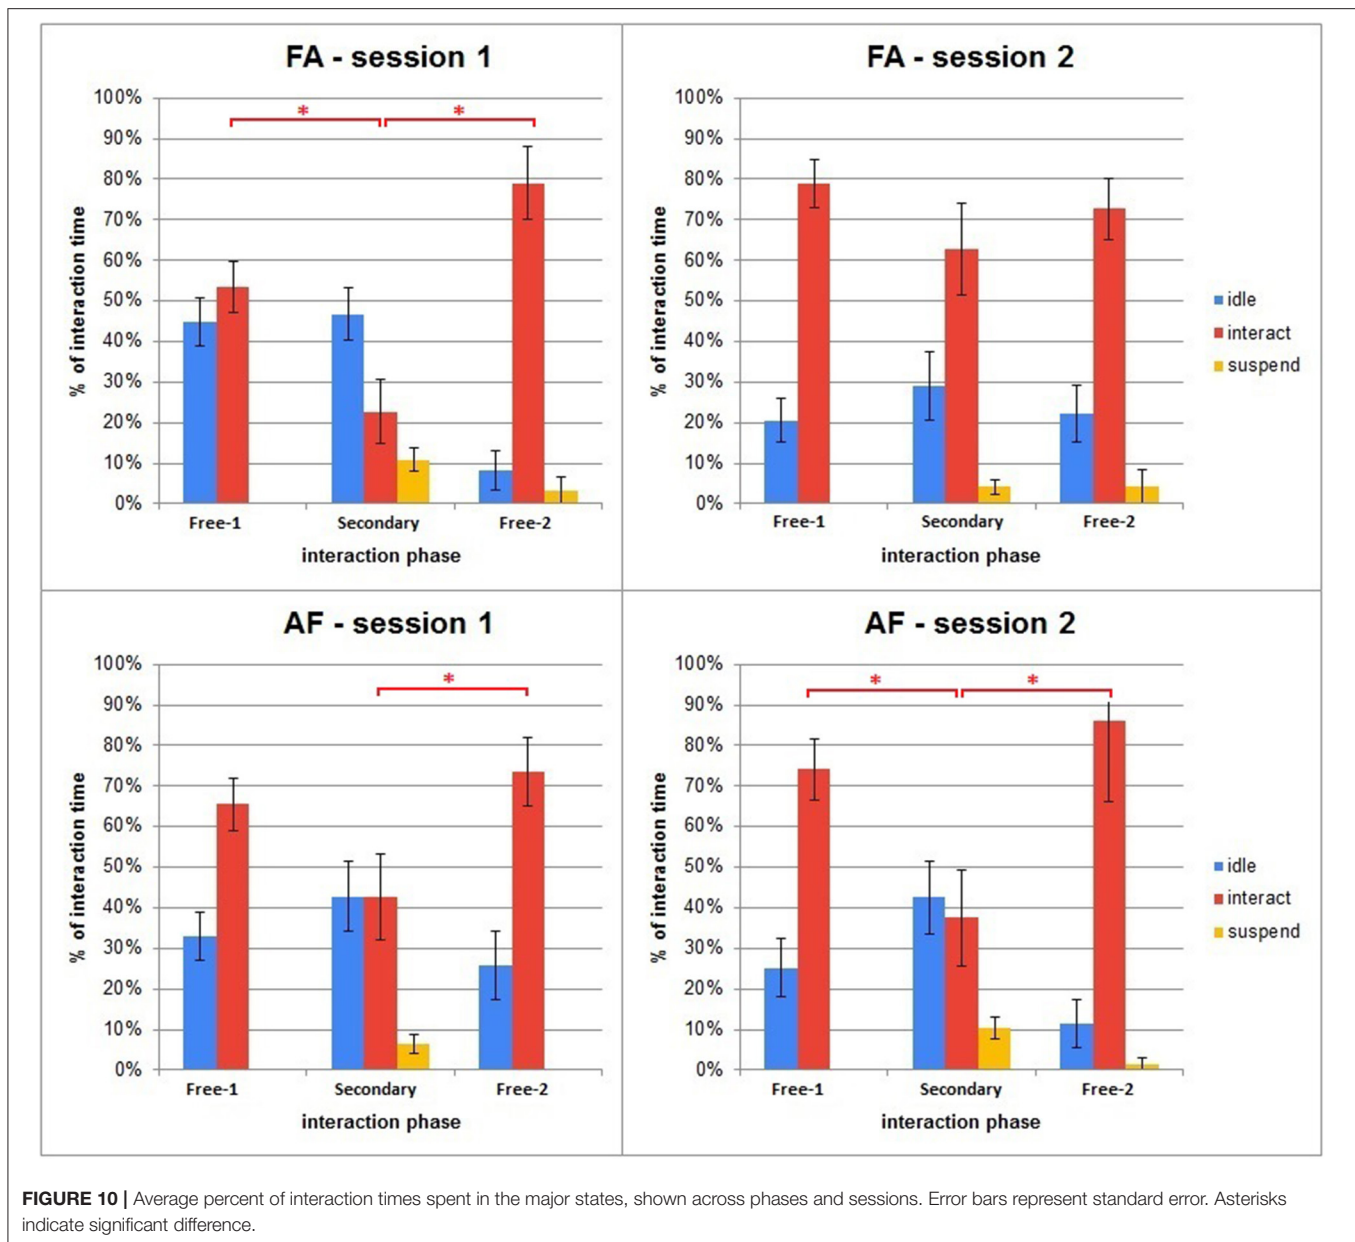 FA - session 1
*
*
100%
90%
80%
70%
60%
50%
40%
30%
20%
10%
0%
% of interaction time
Free-1 Secondary Free-2
interaction phase
FA - session 2
100%
90%
80%
70%
60%
50%
40%
30%
20%
10%
0%
% of interaction time
Free-1 Secondary Free-2
interaction phase
idle
interact
suspend
AF - session 1
*
100%
90%
80%
70%
60%
50%
40%
30%
20%
10%
0%
% of interaction time
Free-1 Secondary Free-2
interaction phase
AF - session 2
*
*
100%
90%
80%
70%
60%
50%
40%
30%
20%
10%
0%
% of interaction time
Free-1 Secondary Free-2
interaction phase
idle
interact
suspend
FIGURE 10 | Average percent of interaction times spent in the major states, shown across phases and sessions. Error bars represent standard error. Asterisks
indicate significant difference.